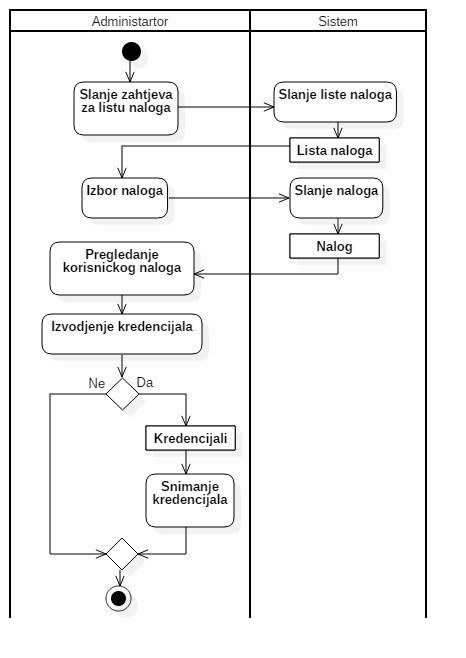 Administartor
Sistem
Slanje zahtjeva
za listu naloga
Slanje liste naloga
Lista naloga
Izbor naloga
Slanje naloga
Nalog
Pregledanje
korisnickog naloga
Izvodjenje kredencijala
Ne
Da
Kredencijali
Snimanje
kredencijala